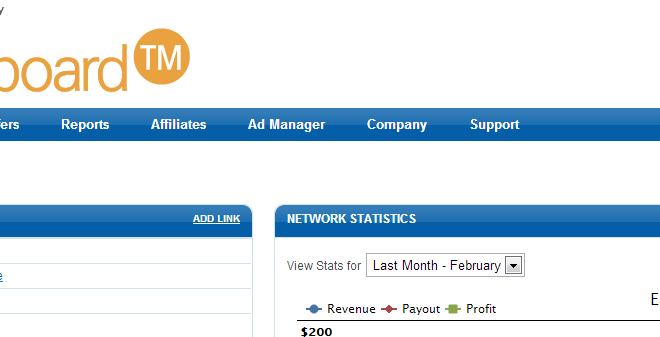 y
board TM
fers Reports Affiliates Ad Manager Company Support
ADD LINK
NETWORK STATISTICS
e
View Stats for Last Month - February
Revenue Payout Profit
E
$200